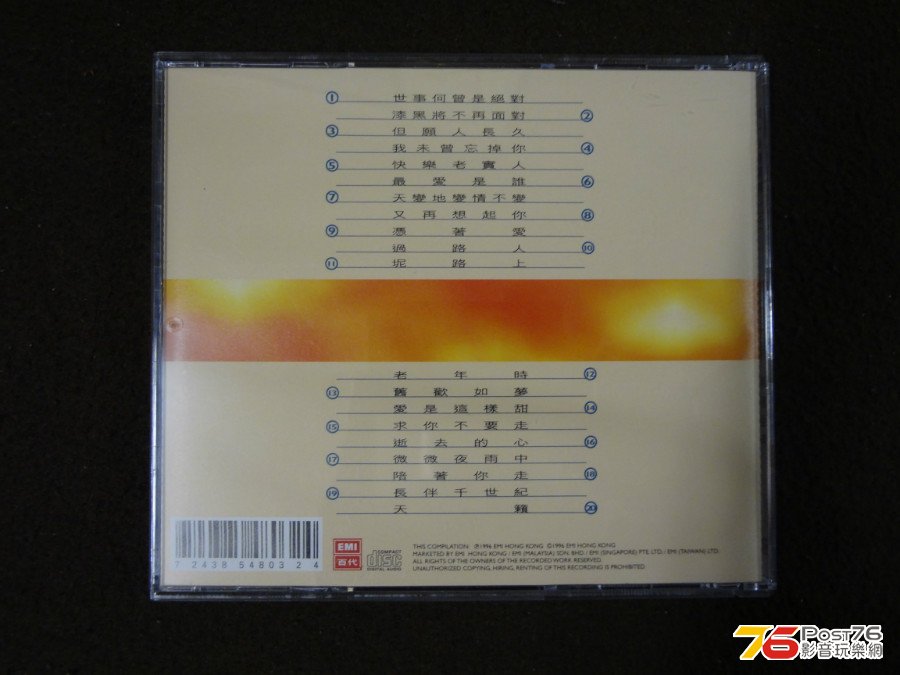 ① 世事何曾是絕對
漆黑將不再面對 ②
③ 但願人長久
我未曾忘掉你 ④
⑤ 快樂老實人
最愛是誰 ⑥
⑦ 天變地變情不變
又再想起你 ⑧
⑨ 憑著愛
過路人 ⑩
⑪ 坭路上
老年時 ⑫
⑬ 舊歡如夢
愛是這樣甜 ⑭
⑮ 求你不要走
逝去的心 ⑯
⑰ 微微夜雨中
陪著你走 ⑱
⑲ 長伴千世紀
天籟 ⑳
7 24385 48032 4
EMI
百代
COMPACT
disc
DIGITAL AUDIO
THIS COMPILATION ℗1996 EMI HONG KONG ©1996 EMI HONG KONG
MARKETED BY EMI HONG KONG / EMI (MALAYSIA) SDN. BHD / EMI (SINGAPORE) PTE. LTD. / EMI (TAIWAN) LTD.
ALL RIGHTS OF THE OWNERS OF THE RECORDED WORK RESERVED.
UNAUTHORIZED COPYING, HIRING, RENTING OF THIS RECORDING IS PROHIBITED
76 Post76
影音玩樂網